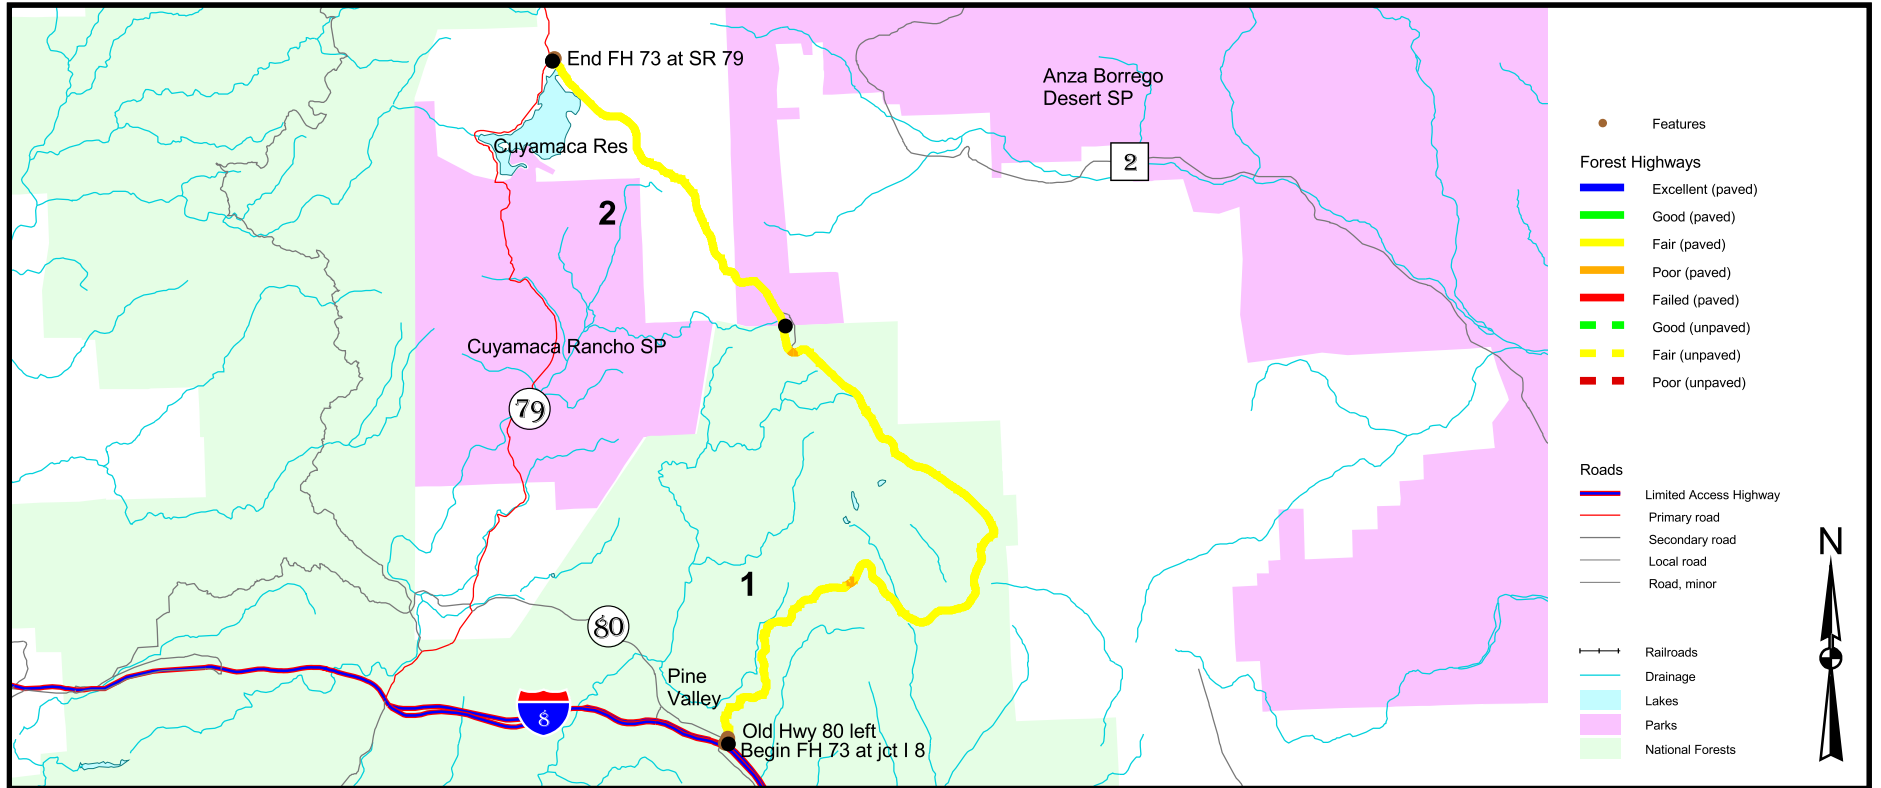 End FH 73 at SR 79
Anza Borrego
Desert SP
Cuyamaca Res
2
2
Cuyamaca Rancho SP
79
1
80
Pine
Valley
8
Old Hwy 80 left
Begin FH 73 at jct I 8
Features
Forest Highways
Excellent (paved)
Good (paved)
Fair (paved)
Poor (paved)
Failed (paved)
Good (unpaved)
Fair (unpaved)
Poor (unpaved)
Roads
Limited Access Highway
Primary road
Secondary road
Local road
Road, minor
N
Railroads
Drainage
Lakes
Parks
National Forests